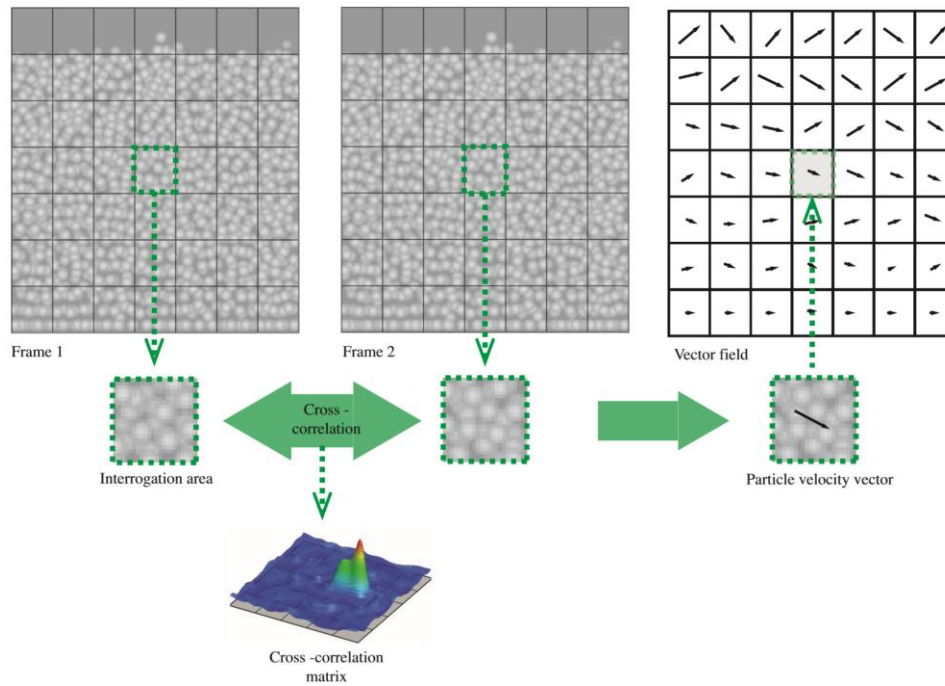 Frame 1
Frame 2
Vector field
Cross -
correlation
Interrogation area
Particle velocity vector
Cross -correlation
matrix